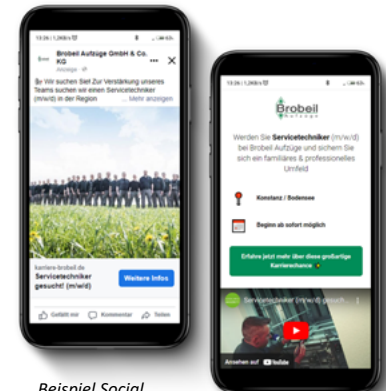 13:26 | 1,2KB/s
Brobeil Aufzüge GmbH & Co.
KG
Anzeige
Wir suchen Sie! Zur Verstärkung unseres
Teams suchen wir einen Servicetechniker
(m/w/d) in der Region
... Mehr anzeigen
karriere-brobeil.de
Servicetechniker
gesucht! (m/w/d)
Weitere Infos
Gefällt mir
Kommentar
Teilen
Beispiel Social
13:26 | 1,2KB/s
Brobeil
Aufzüge
Werden Sie Servicetechniker (m/w/d)
bei Brobeil Aufzüge und sichern Sie
sich ein familiäres & professionelles
Umfeld
Konstanz / Bodensee
Beginn ab sofort möglich
Erfahre jetzt mehr über diese großartige
Karrierechance
Servicetechniker (m/w/d) gesuch...
Ansehen auf YouTube